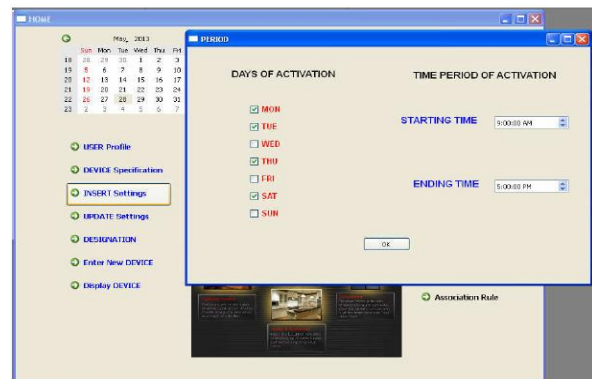 HOME
May, 2013
Sun Mon Tue Wed Thu Fri
18 28 29 30 1 2 3
19 5 6 7 8 9 10
20 12 13 14 15 16 17
21 19 20 21 22 23 24
22 26 27 28 29 30 31
23 2 3 4 5 6 7
USER Profile
DEVICE Specification
INSERT Settings
UPDATE Settings
DESIGNATION
Enter New DEVICE
Display DEVICE
PERIOD
DAYS OF ACTIVATION
MON
TUE
WED
THU
FRI
SAT
SUN
TIME PERIOD OF ACTIVATION
STARTING TIME 9:00:00 AM
ENDING TIME 5:00:00 PM
OK
Association Rule